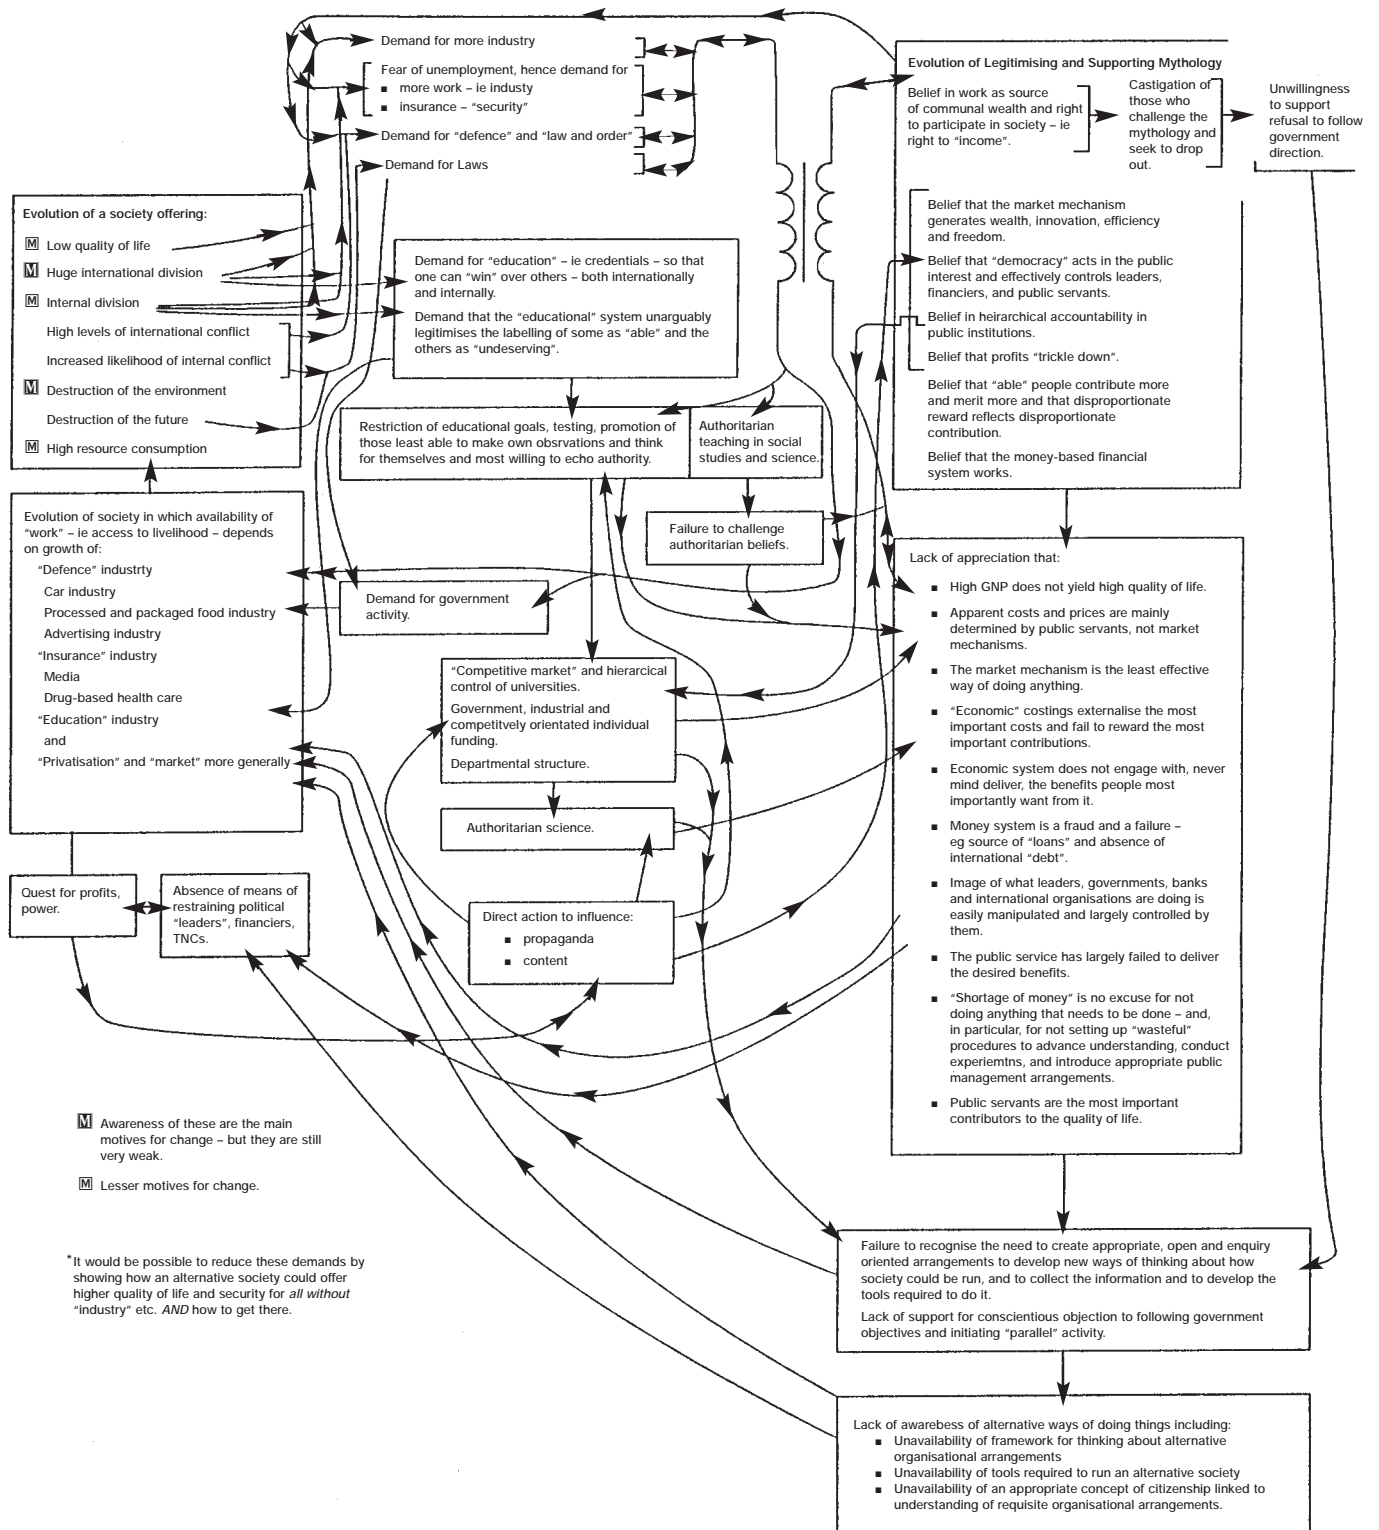 Demand for more industry
Fear of unemployment, hence demand for
▪ more work – ie industy
▪ insurance – “security”
Demand for “defence” and “law and order”
Demand for Laws
Evolution of Legitimising and Supporting Mythology
Belief in work as source
of communal wealth and right
to participate in society – ie
right to “income”.
Castigation of
those who
challenge the
mythology and
seek to drop
out.
Unwillingness
to support
refusal to follow
government
direction.
Belief that the market mechanism
generates wealth, innovation, efficiency
and freedom.
Belief that “democracy” acts in the public
interest and effectively controls leaders,
financiers, and public servants.
Belief in heirarchical accountability in
public institutions.
Belief that profits “trickle down”.
Belief that “able” people contribute more
and merit more and that disproportionate
reward reflects disproportionate
contribution.
Belief that the money-based financial
system works.
Evolution of a society offering:
M Low quality of life
M Huge international division
M Internal division
High levels of international conflict
Increased likelihood of internal conflict
M Destruction of the environment
Destruction of the future
M High resource consumption
Demand for “education” – ie credentials – so that
one can “win” over others – both internationally
and internally.
Demand that the “educational” system unarguably
legitimises the labelling of some as “able” and the
others as “undeserving”.
Restriction of educational goals, testing, promotion of
those least able to make own obsrvations and think
for themselves and most willing to echo authority.
Authoritarian
teaching in social
studies and science.
Failure to challenge
authoritarian beliefs.
Evolution of society in which availability of
“work” – ie access to livelihood – depends
on growth of:
“Defence” industrty
Car industry
Processed and packaged food industry
Advertising industry
“Insurance” industry
Media
Drug-based health care
“Education” industry
and
“Privatisation” and “market” more generally
Demand for government
activity.
“Competitive market” and hierarcical
control of universities.
Government, industrial and
competitvely orientated individual
funding.
Departmental structure.
Authoritarian science.
Direct action to influence:
▪ propaganda
▪ content
Quest for profits,
power.
Absence of means of
restraining political
“leaders”, financiers,
TNCs.
Lack of appreciation that:
▪ High GNP does not yield high quality of life.
▪ Apparent costs and prices are mainly
determined by public servants, not market
mechanisms.
▪ The market mechanism is the least effective
way of doing anything.
▪ “Economic” costings externalise the most
important costs and fail to reward the most
important contributions.
▪ Economic system does not engage with, never
mind deliver, the benefits people most
importantly want from it.
▪ Money system is a fraud and a failure –
eg source of “loans” and absence of
international “debt”.
▪ Image of what leaders, governments, banks
and international organisations are doing is
easily manipulated and largely controlled by
them.
▪ The public service has largely failed to deliver
the desired benefits.
▪ “Shortage of money” is no excuse for not
doing anything that needs to be done – and,
in particular, for not setting up “wasteful”
procedures to advance understanding, conduct
experiemtns, and introduce appropriate public
management arrangements.
▪ Public servants are the most important
contributors to the quality of life.
M Awareness of these are the main
motives for change – but they are still
very weak.
M Lesser motives for change.
*It would be possible to reduce these demands by
showing how an alternative society could offer
higher quality of life and security for all without
“industry” etc. AND how to get there.
Failure to recognise the need to create appropriate, open and enquiry
oriented arrangements to develop new ways of thinking about how
society could be run, and to collect the information and to develop the
tools required to do it.
Lack of support for conscientious objection to following government
objectives and initiating “parallel” activity.
Lack of awarebess of alternative ways of doing things including:
▪ Unavailability of framework for thinking about alternative
organisational arrangements
▪ Unavailability of tools required to run an alternative society
▪ Unavailability of an appropriate concept of citizenship linked to
understanding of requisite organisational arrangements.